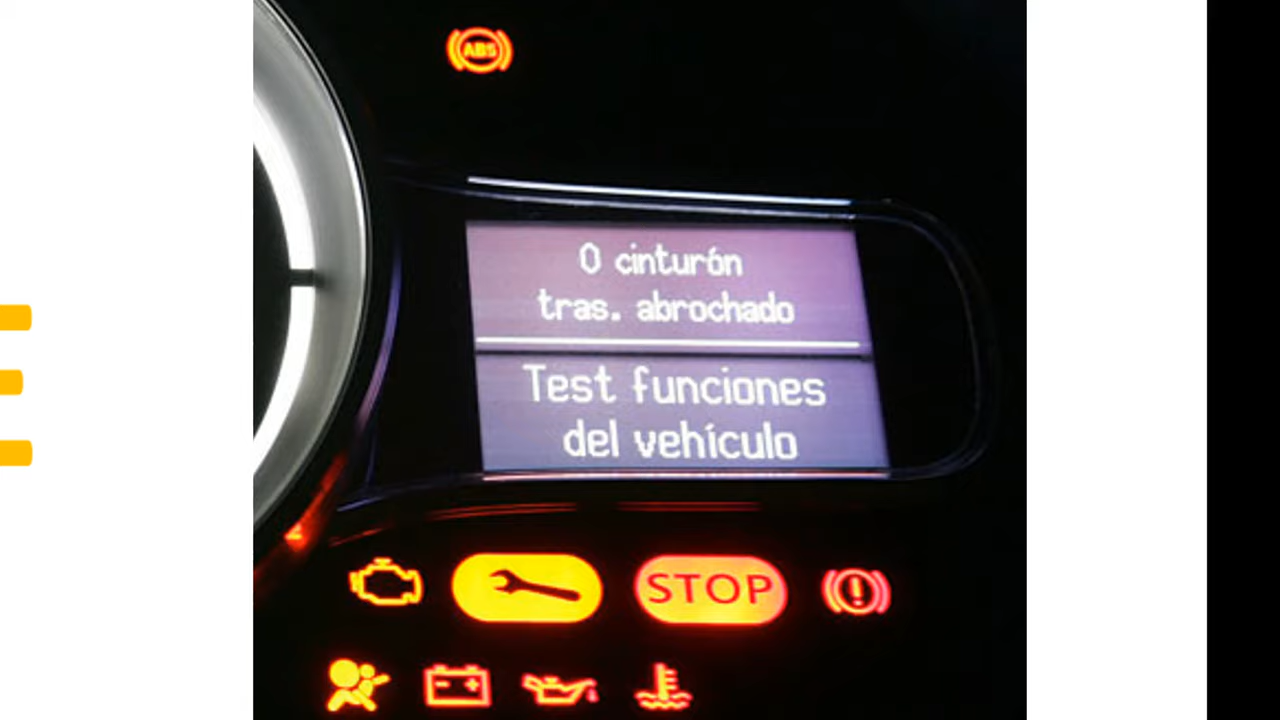 ABS
0 cinturón
tras. abrochado
Test funciones
del vehículo
STOP